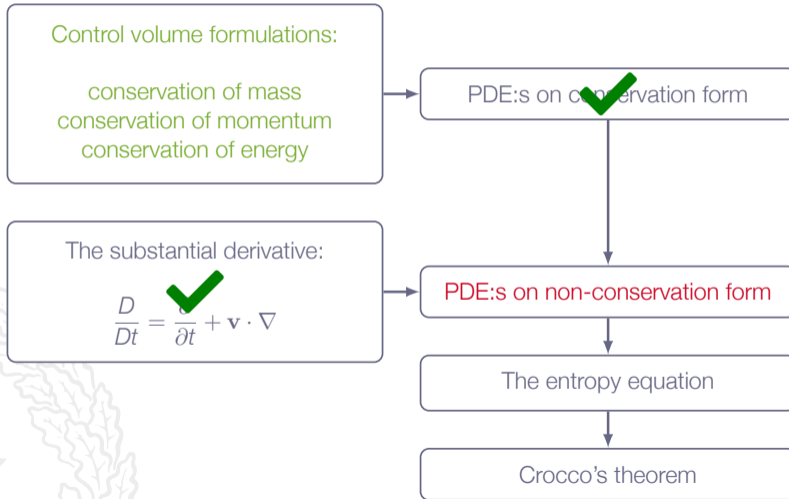 Control volume formulations:
conservation of mass
conservation of momentum
conservation of energy
PDE:s on conservation form
The substantial derivative:
D/Dt = ∂/∂t + v · ∇
PDE:s on non-conservation form
The entropy equation
Crocco's theorem